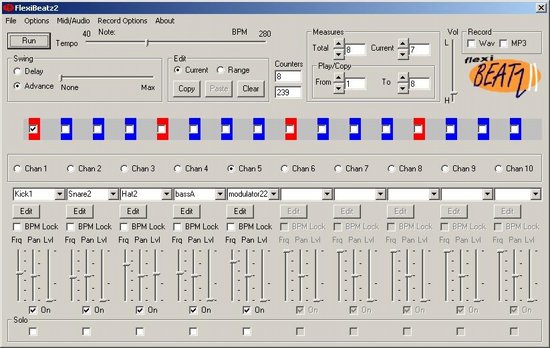 FlexiBeatz2
File Options Midi/Audio Record Options About
Run
Note:
Tempo 40 BPM 280
Measures
Total 8 Current 7
Play/Copy
From 1 To 8
Vol
L
H
Record
Wav MP3
flexi
BEATZ
Swing
Delay
Advance
None Max
Edit
Current Range
Copy Paste Clear
Counters
8
239
Chan 1 Chan 2 Chan 3 Chan 4 Chan 5 Chan 6 Chan 7 Chan 8 Chan 9 Chan 10
Kick1 Snare2 Hat2 bassA modulator22
Edit Edit Edit Edit Edit Edit Edit Edit Edit Edit
BPM Lock BPM Lock BPM Lock BPM Lock BPM Lock BPM Lock BPM Lock BPM Lock BPM Lock BPM Lock
Frq Pan Lvl Frq Pan Lvl Frq Pan Lvl Frq Pan Lvl Frq Pan Lvl Frq Pan Lvl Frq Pan Lvl Frq Pan Lvl Frq Pan Lvl Frq Pan Lvl
On On On On On On On On On On
Solo